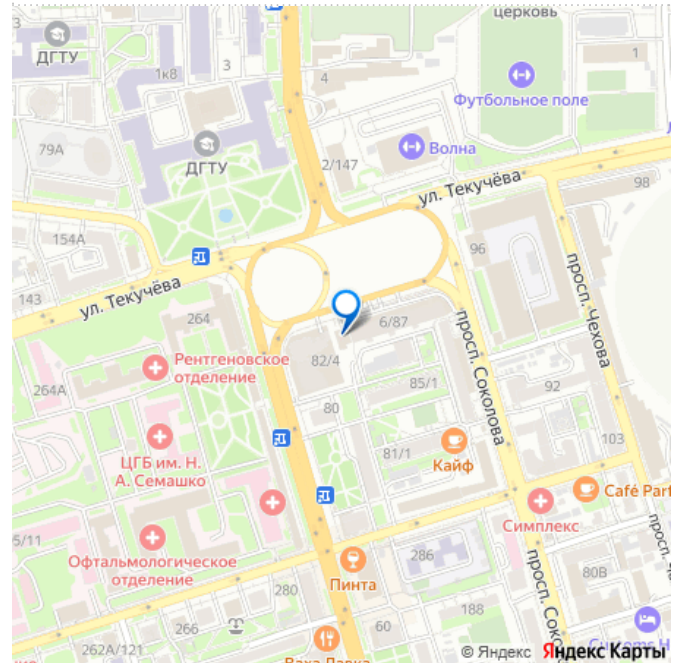 церковь
ДГТУ
1к8
3
4
1
Футбольное поле
79А
ДГТУ
Волна
2/147
ул. Текучёва
98
154А
96
143
ул. Текучёва
264
6/87
просп. Чехова
Рентгеновское
отделение
82/4
просп. Соколова
264А
85/1
92
80
ЦГБ им. Н.
А. Семашко
81/1
Кайф
103
Café Parf
Симплекс
5/11
Офтальмологическое
отделение
286
Пинта
280
80В
188
266
60
262А/121
© Яндекс Яндекс Карты